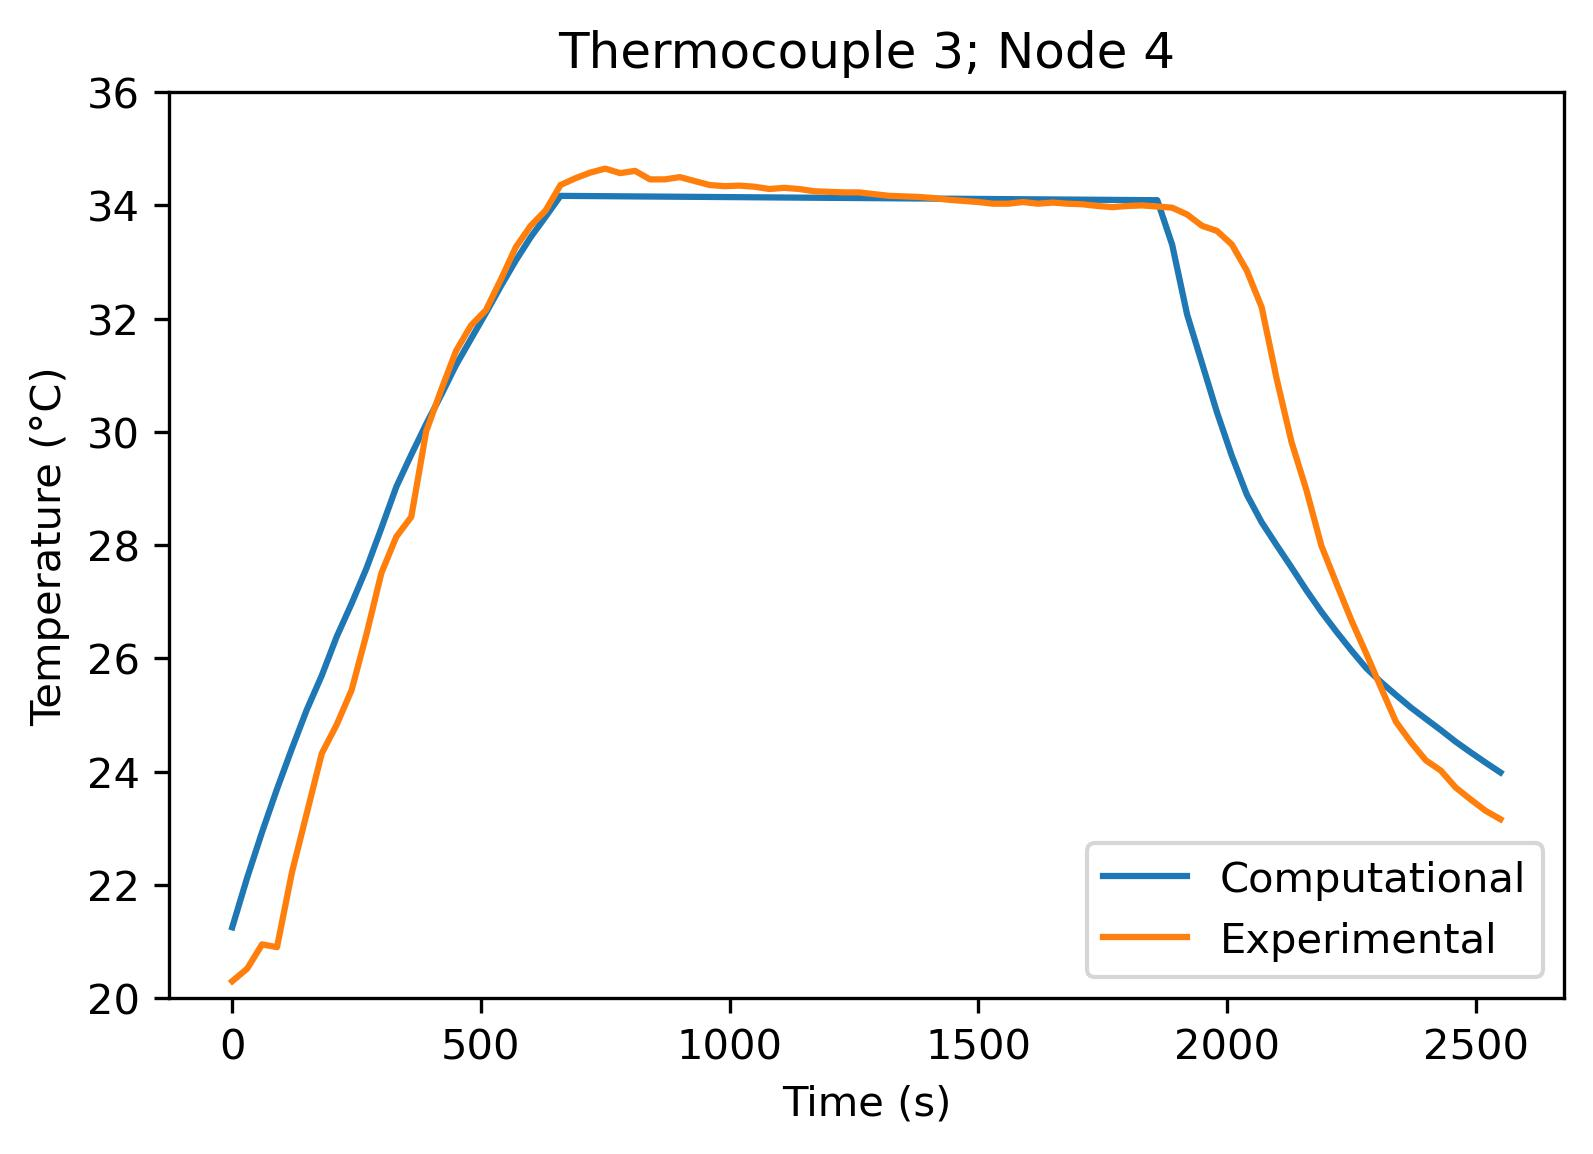 Thermocouple 3; Node 4
36
34
32
30
28
26
24
22
20
Temperature (°C)
Computational
Experimental
0 500 1000 1500 2000 2500
Time (s)